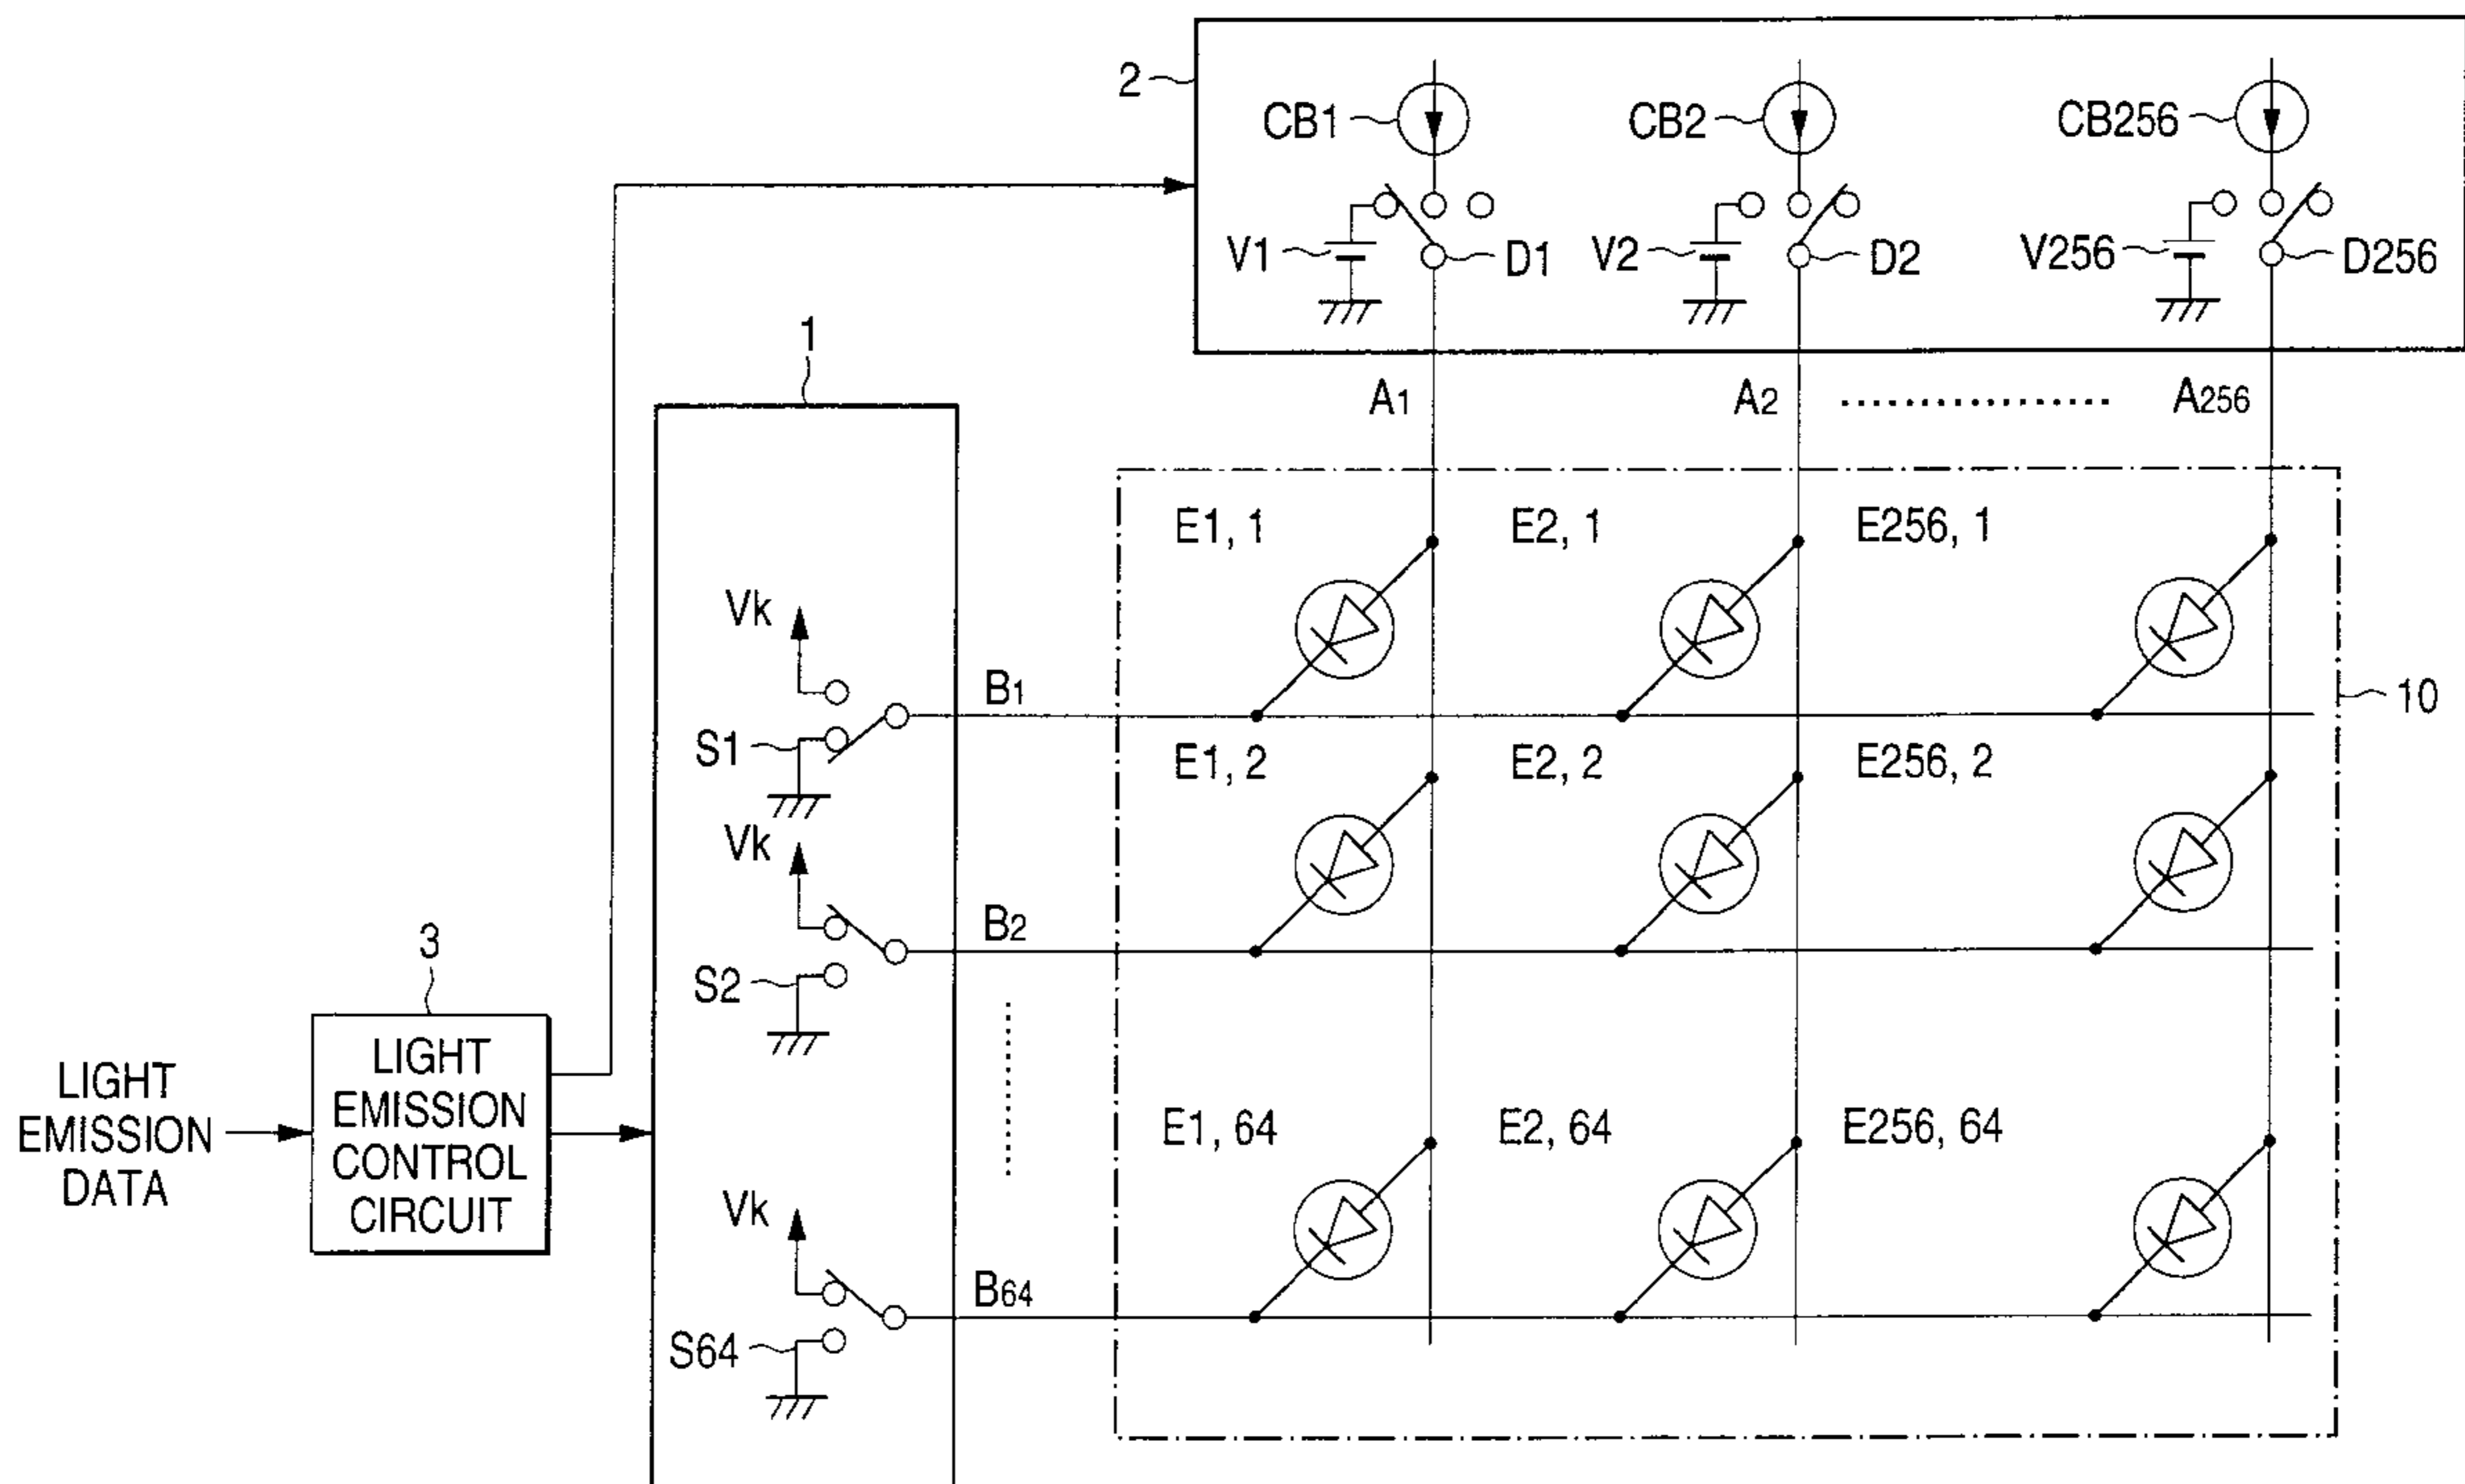 2
CB1
CB2
CB256
V1
D1
V2
D2
V256
D256
1
A1
A2
A256
E1, 1
E2, 1
E256, 1
Vk
B1
10
S1
E1, 2
E2, 2
E256, 2
Vk
B2
S2
3
LIGHT
EMISSION
DATA
LIGHT
EMISSION
CONTROL
CIRCUIT
E1, 64
E2, 64
E256, 64
Vk
B64
S64